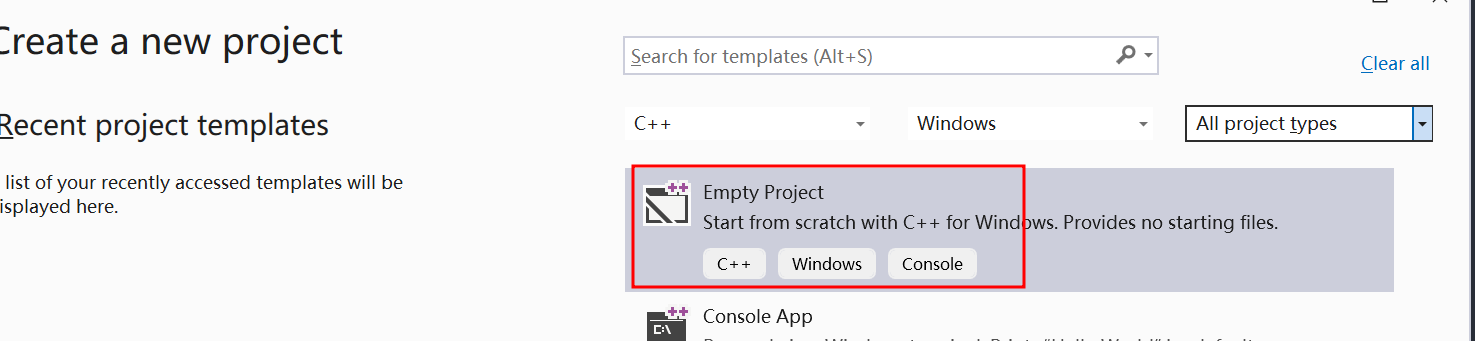 Create a new project
Search for templates (Alt+S)
Clear all
Recent project templates
C++
Windows
All project types
list of your recently accessed templates will be
displayed here.
Empty Project
Start from scratch with C++ for Windows. Provides no starting files.
C++
Windows
Console
Console App